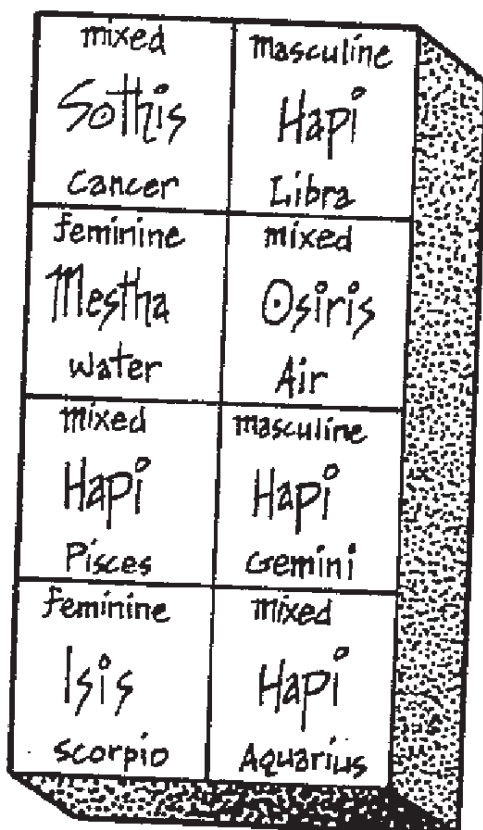 mixed
Sothis
Cancer
masculine
Hapi
Libra
feminine
Mestha
Water
mixed
Osiris
Air
mixed
Hapi
Pisces
masculine
Hapi
Gemini
feminine
Isis
Scorpio
mixed
Hapi
Aquarius